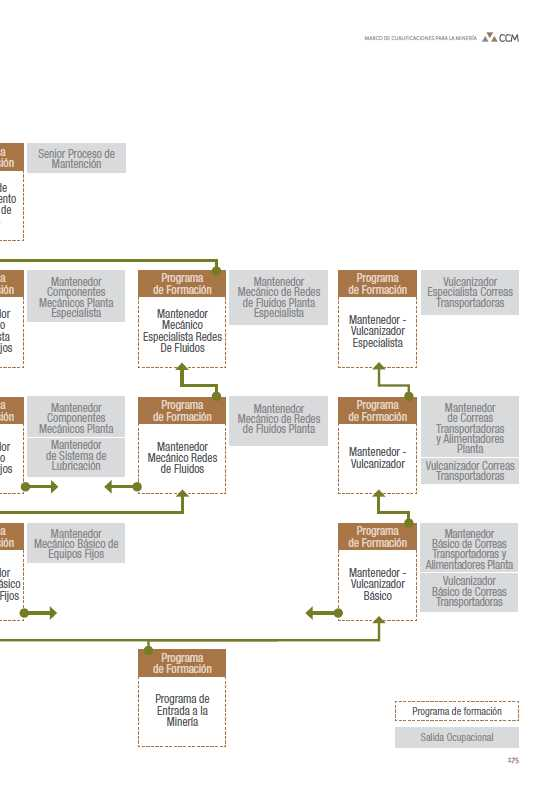 MARCO DE CUALIFICACIONES PARA LA MINERÍA
CCM
Senior Proceso de
Mantención
de
de
Mantenedor
Componentes
Mecánicos Planta
Especialista
Programa
de Formación
Mantenedor
Mecánico
Especialista Redes
De Fluidos
Mantenedor
Mecánico de Redes
de Fluidos Planta
Especialista
Programa
de Formación
Mantenedor -
Vulcanizador
Especialista
Vulcanizador
Especialista Correas
Transportadoras
Mantenedor
Componentes
Mecánicos Planta
Mantenedor
de Sistema de
Lubricación
Programa
de Formación
Mantenedor
Mecánico Redes
de Fluidos
Mantenedor
Mecánico de Redes
de Fluidos Planta
Programa
de Formación
Mantenedor -
Vulcanizador
Mantenedor
de Correas
Transportadoras
y Alimentadores
Planta
Vulcanizador Correas
Transportadoras
Fijos
Mantenedor
Mecánico Básico de
Equipos Fijos
Programa
de Formación
Mantenedor -
Vulcanizador
Básico
Mantenedor
Básico de Correas
Transportadoras y
Alimentadores Planta
Vulcanizador
Básico de Correas
Transportadoras
Programa
de Formación
Programa de
Entrada a la
Minería
Programa de formación
Salida Ocupacional
175